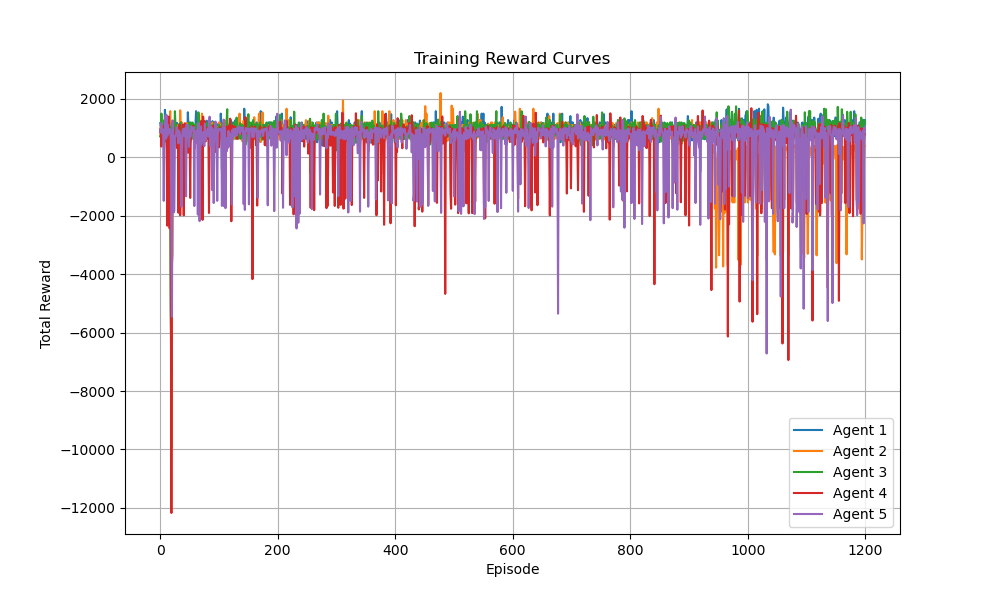 Training Reward Curves
Total Reward
2000
0
−2000
−4000
−6000
−8000
−10000
−12000
0 200 400 600 800 1000 1200
Episode
Agent 1
Agent 2
Agent 3
Agent 4
Agent 5